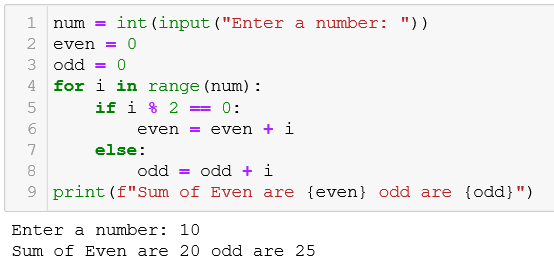 1 num = int(input("Enter a number: "))
2 even = 0
3 odd = 0
4 for i in range(num):
5     if i % 2 == 0:
6         even = even + i
7     else:
8         odd = odd + i
9 print(f"Sum of Even are {even} odd are {odd}")
Enter a number: 10
Sum of Even are 20 odd are 25